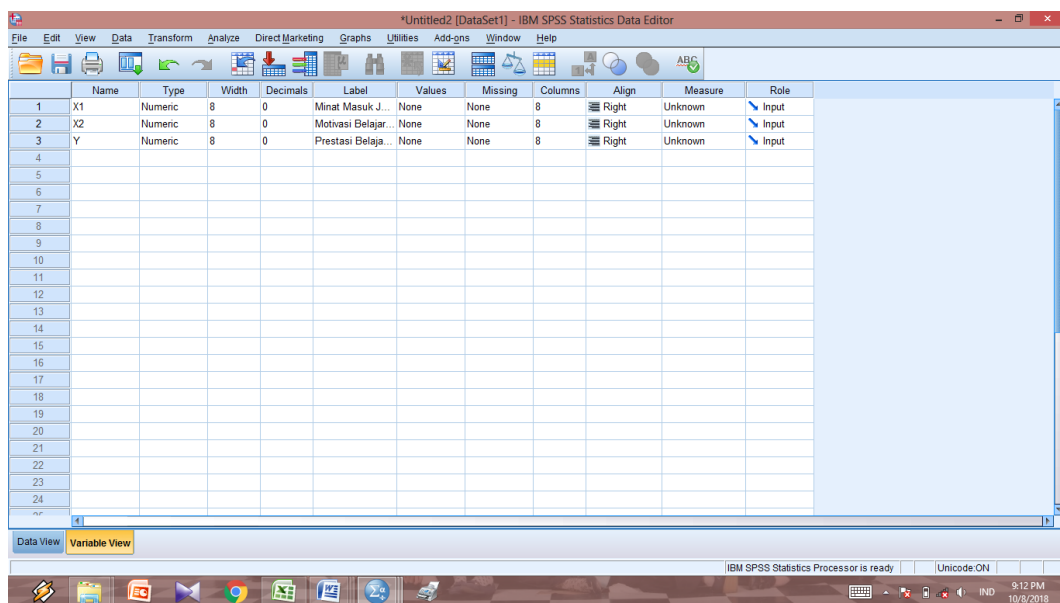 *Untitled2 [DataSet1] - IBM SPSS Statistics Data Editor
File Edit View Data Transform Analyze Direct Marketing Graphs Utilities Add-ons Window Help
Name Type Width Decimals Label Values Missing Columns Align Measure Role
1 X1 Numeric 8 0 Minat Masuk J... None None 8 Right Unknown Input
2 X2 Numeric 8 0 Motivasi Belajar... None None 8 Right Unknown Input
3 Y Numeric 8 0 Prestasi Belaja... None None 8 Right Unknown Input
4
5
6
7
8
9
10
11
12
13
14
15
16
17
18
19
20
21
22
23
24
Data View Variable View
IBM SPSS Statistics Processor is ready Unicode:ON
IND 9:12 PM
10/8/2018